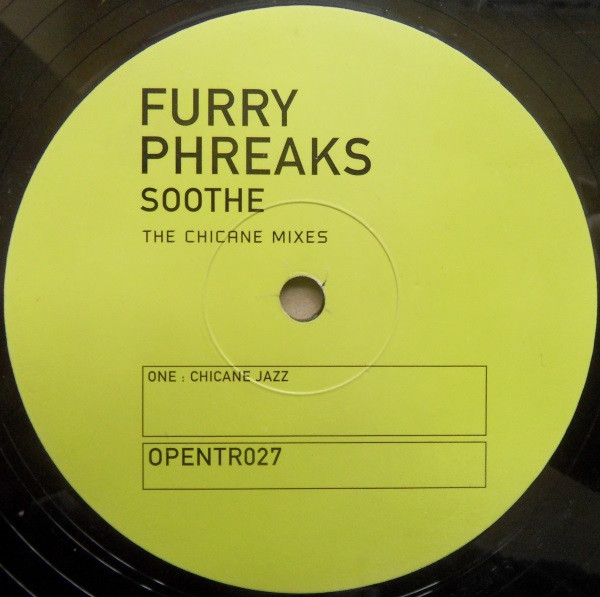 FURRY
PHREAKS
SOOTHE
THE CHICANE MIXES
ONE : CHICANE JAZZ
OPENTR027